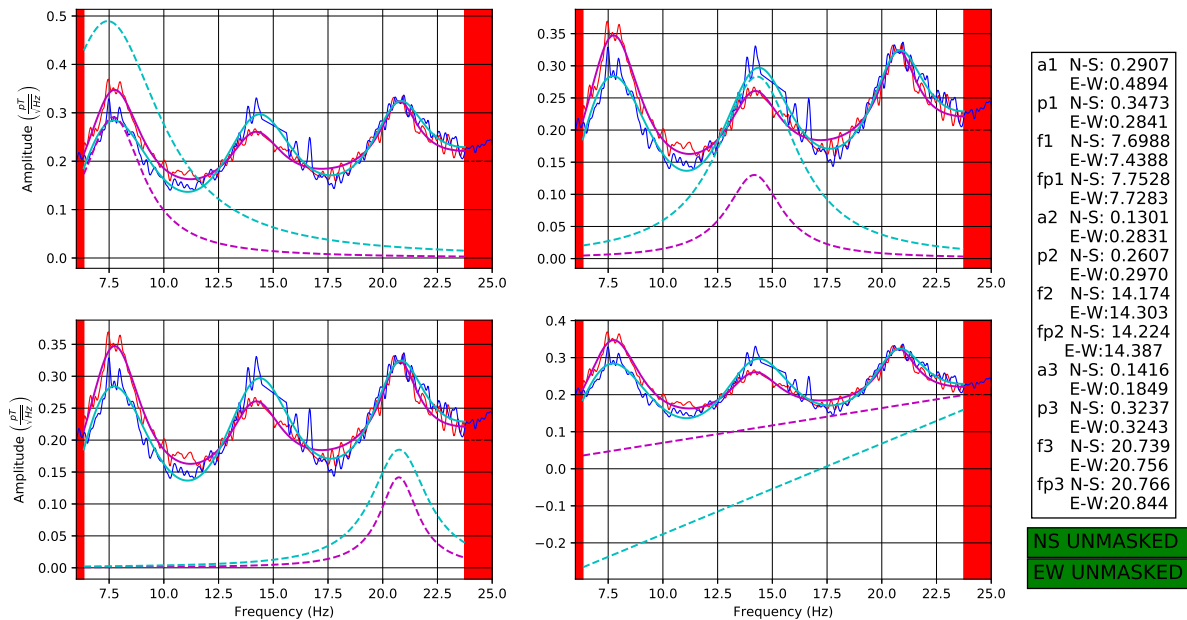 0.5
0.4
0.3
0.2
0.1
0.0
7.5 10.0 12.5 15.0 17.5 20.0 22.5 25.0
Amplitude (pT/√Hz)
0.35
0.30
0.25
0.20
0.15
0.10
0.05
0.00
7.5 10.0 12.5 15.0 17.5 20.0 22.5 25.0
0.35
0.30
0.25
0.20
0.15
0.10
0.05
0.00
7.5 10.0 12.5 15.0 17.5 20.0 22.5 25.0
Amplitude (pT/√Hz)
Frequency (Hz)
0.4
0.3
0.2
0.1
0.0
−0.1
−0.2
7.5 10.0 12.5 15.0 17.5 20.0 22.5 25.0
Frequency (Hz)
a1 N-S: 0.2907
E-W:0.4894
p1 N-S: 0.3473
E-W:0.2841
f1 N-S: 7.6988
E-W:7.4388
fp1 N-S: 7.7528
E-W:7.7283
a2 N-S: 0.1301
E-W:0.2831
p2 N-S: 0.2607
E-W:0.2970
f2 N-S: 14.174
E-W:14.303
fp2 N-S: 14.224
E-W:14.387
a3 N-S: 0.1416
E-W:0.1849
p3 N-S: 0.3237
E-W:0.3243
f3 N-S: 20.739
E-W:20.756
fp3 N-S: 20.766
E-W:20.844
NS UNMASKED
EW UNMASKED